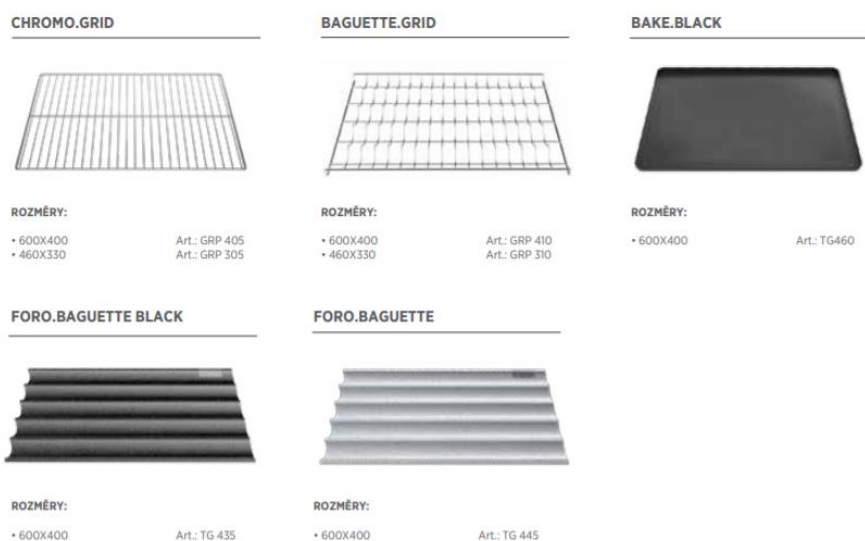 CHROMO.GRID
ROZMĚRY:
• 600X400 Art.: GRP 405
• 460X330 Art.: GRP 305
BAGUETTE.GRID
ROZMĚRY:
• 600X400 Art.: GRP 410
• 460X330 Art.: GRP 310
BAKE.BLACK
ROZMĚRY:
• 600X400 Art.: TG460
FORO.BAGUETTE BLACK
ROZMĚRY:
• 600X400 Art.: TG 435
FORO.BAGUETTE
ROZMĚRY:
• 600X400 Art.: TG 445